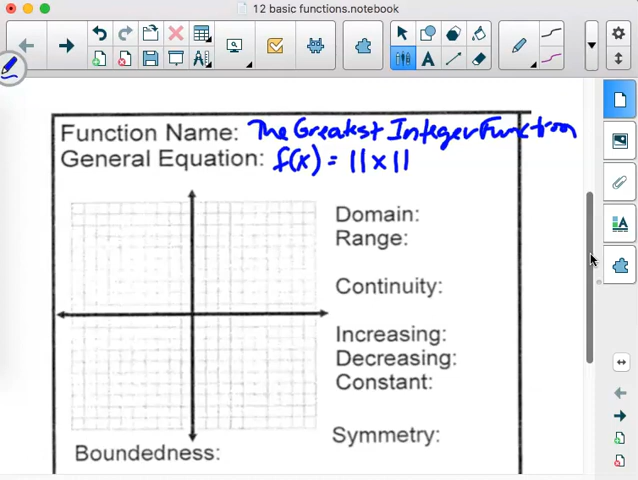 12 basic functions.notebook
Function Name: The Greatest Integer Function
General Equation: f(x) = ||x||
Domain:
Range:
Continuity:
Increasing:
Decreasing:
Constant:
Symmetry:
Boundedness: